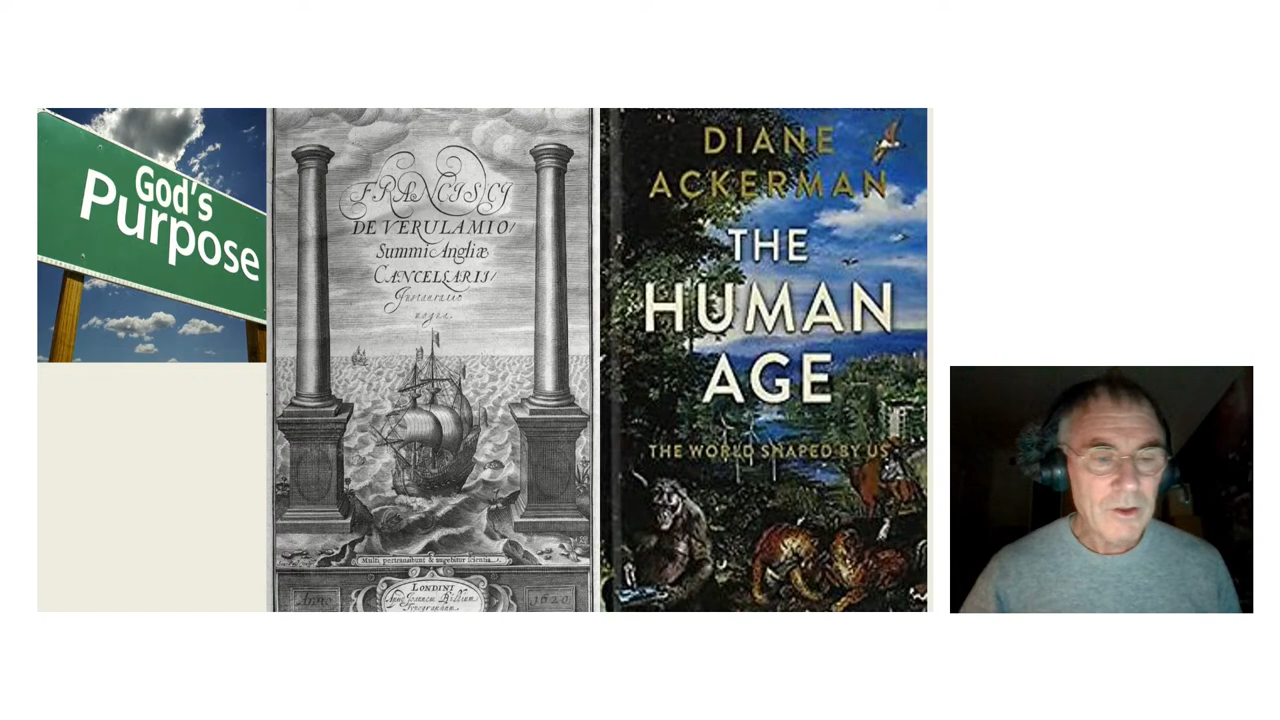 God's
Purpose
FRANCISCI
DE VERULAMIO/
Summi Angliæ
CANCELLARIJ/
Instauratio
magna.
Multi pertransibunt & augebitur scientia.
LONDINI
Anno
1620
DIANE
ACKERMAN
THE
HUMAN
AGE
THE WORLD SHAPED BY US